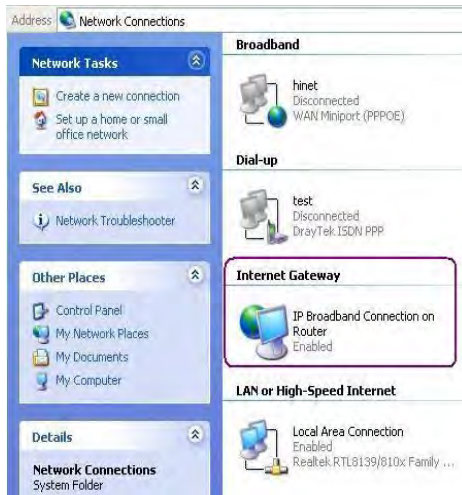 Address Network Connections
Network Tasks
Create a new connection
Set up a home or small
office network
See Also
Network Troubleshooter
Other Places
Control Panel
My Network Places
My Documents
My Computer
Details
Network Connections
System Folder
Broadband
hinet
Disconnected
WAN Miniport (PPPOE)
Dial-up
test
Disconnected
DrayTek ISDN PPP
Internet Gateway
IP Broadband Connection on
Router
Enabled
LAN or High-Speed Internet
Local Area Connection
Enabled
Realtek RTL8139/810x Family ...